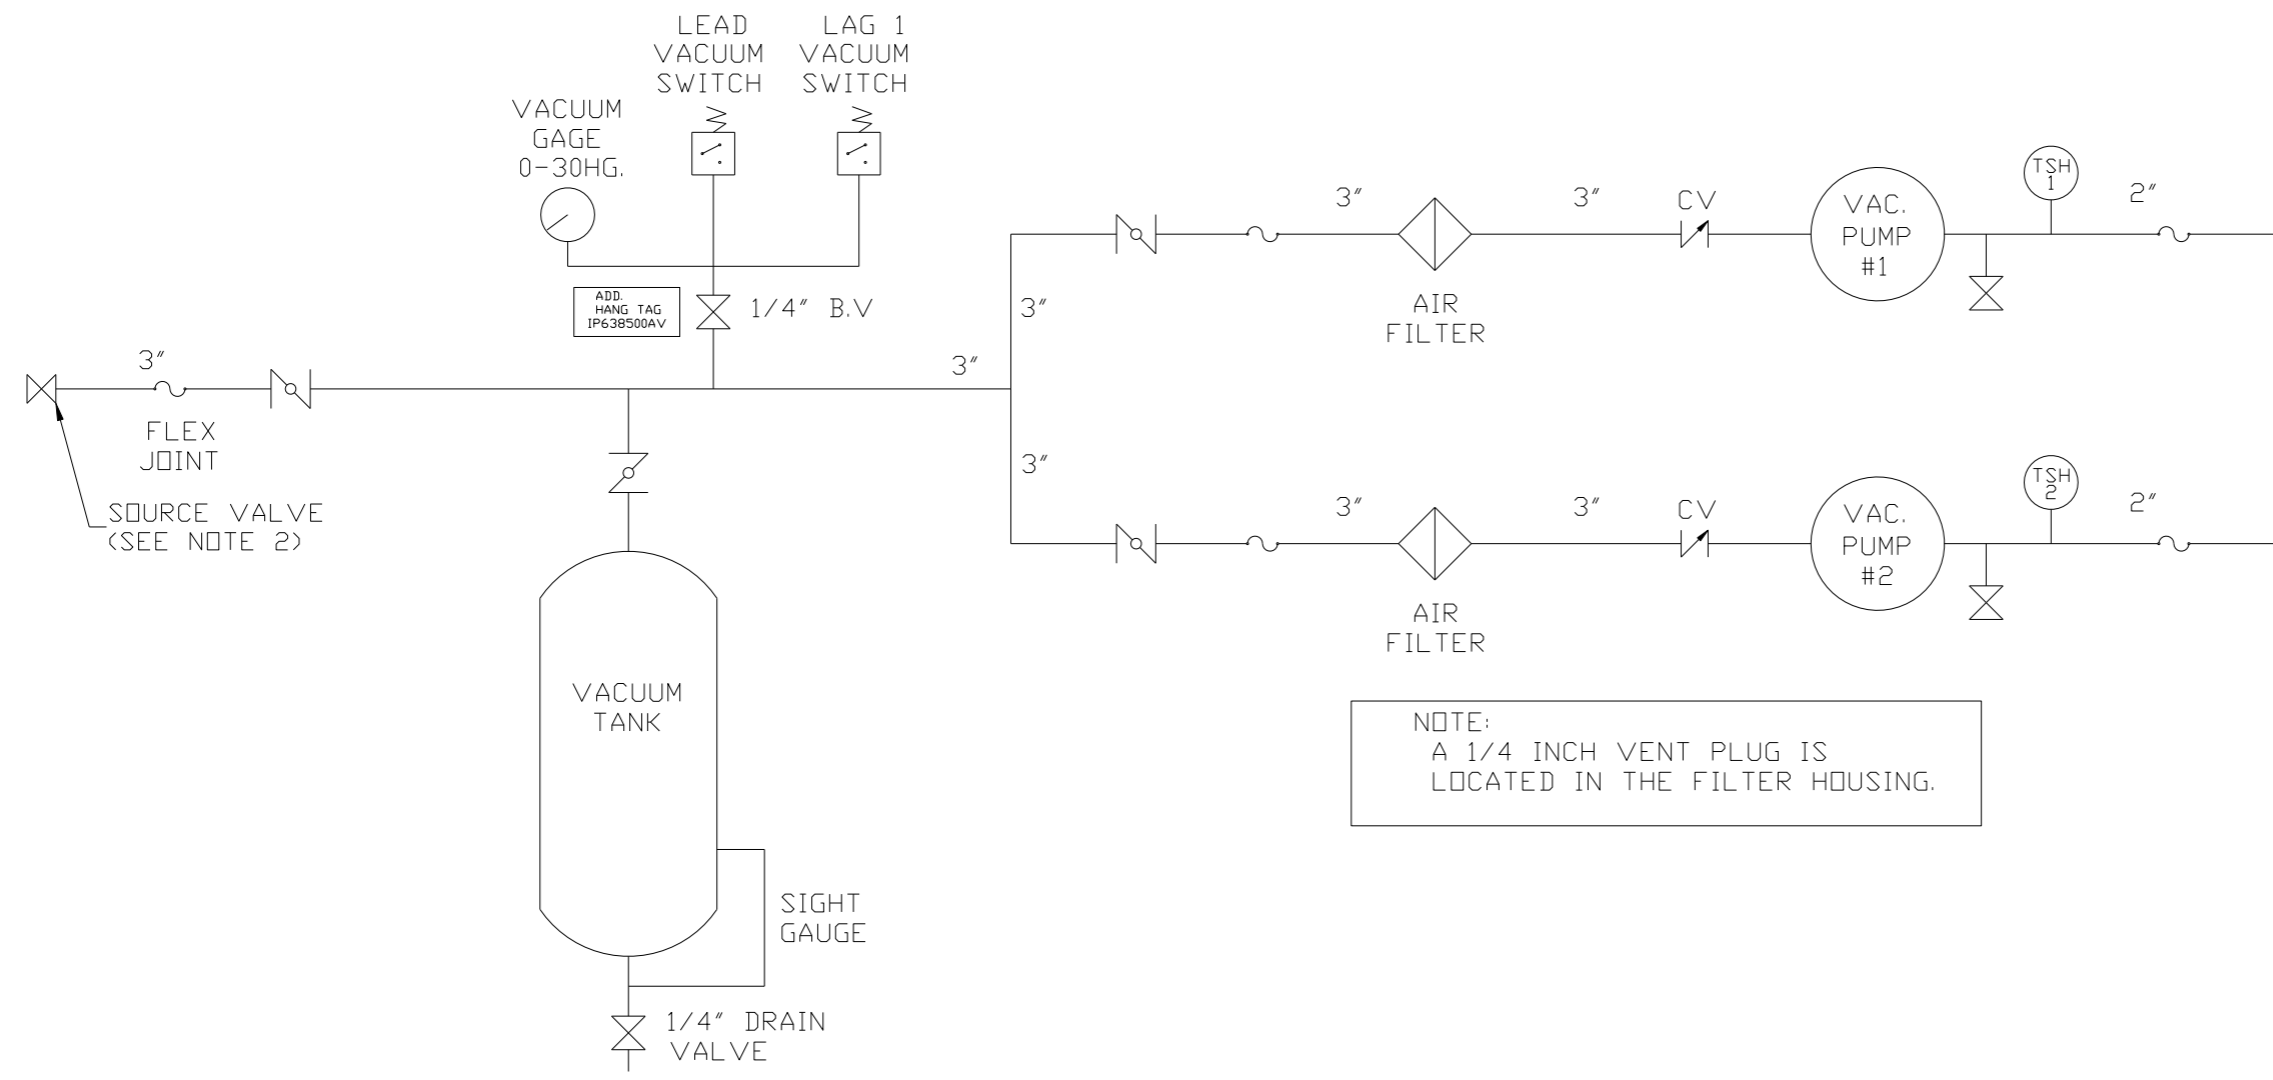 LEAD
VACUUM
SWITCH
LAG 1
VACUUM
SWITCH
VACUUM
GAGE
0-30HG.
ADD.
HANG TAG
IP638500AV
1/4" B.V
3"
FLEX
JOINT
SOURCE VALVE
(SEE NOTE 2)
3"
3"
3"
3"
AIR
FILTER
3"
CV
VAC.
PUMP
#1
TSH
1
2"
3"
AIR
FILTER
3"
CV
VAC.
PUMP
#2
TSH
2
2"
VACUUM
TANK
SIGHT
GAUGE
1/4" DRAIN
VALVE
NOTE:
A 1/4 INCH VENT PLUG IS
LOCATED IN THE FILTER HOUSING.